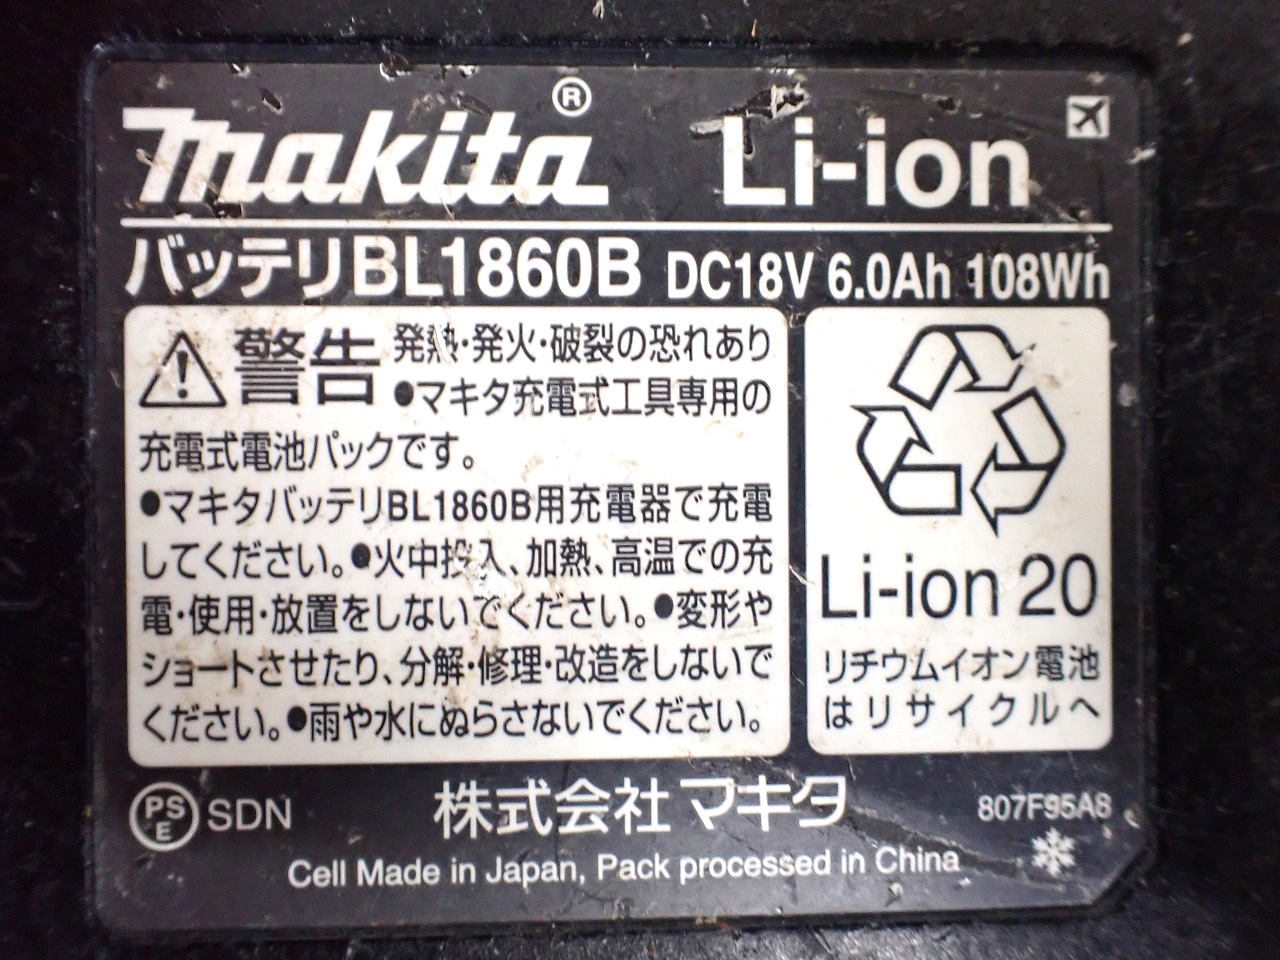 makita® Li-ion
バッテリBL1860B DC18V 6.0Ah 108Wh
警告 発熱・発火・破裂の恐れあり
●マキタ充電式工具専用の
充電式電池パックです。
●マキタバッテリBL1860B用充電器で充電
してください。●火中投入、加熱、高温での充
電・使用・放置をしないでください。●変形や
ショートさせたり、分解・修理・改造をしないで
ください。●雨や水にぬらさないでください。
Li-ion 20
リチウムイオン電池
はリサイクルへ
PSE SDN 株式会社マキタ 807F95A8
Cell Made in Japan, Pack processed in China